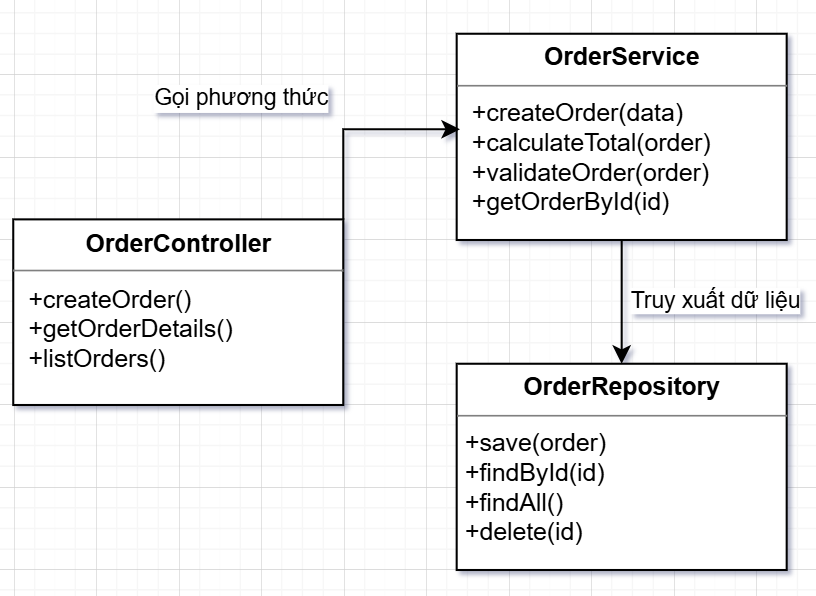 OrderService
+createOrder(data)
+calculateTotal(order)
+validateOrder(order)
+getOrderById(id)
Gọi phương thức
OrderController
+createOrder()
+getOrderDetails()
+listOrders()
Truy xuất dữ liệu
OrderRepository
+save(order)
+findById(id)
+findAll()
+delete(id)